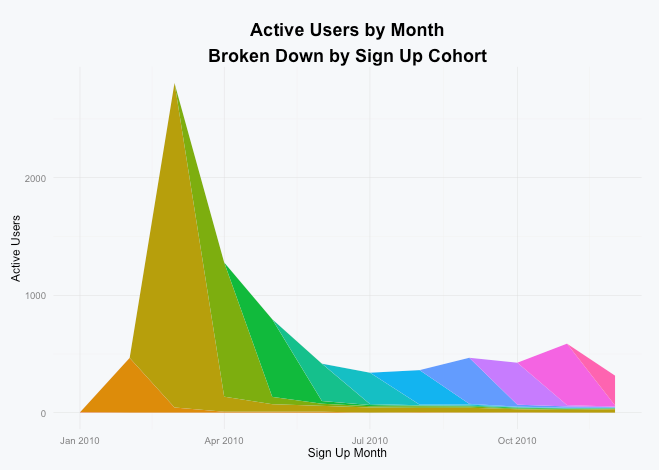 Active Users by Month
Broken Down by Sign Up Cohort
Active Users
2000
1000
0
Jan 2010
Apr 2010
Jul 2010
Oct 2010
Sign Up Month